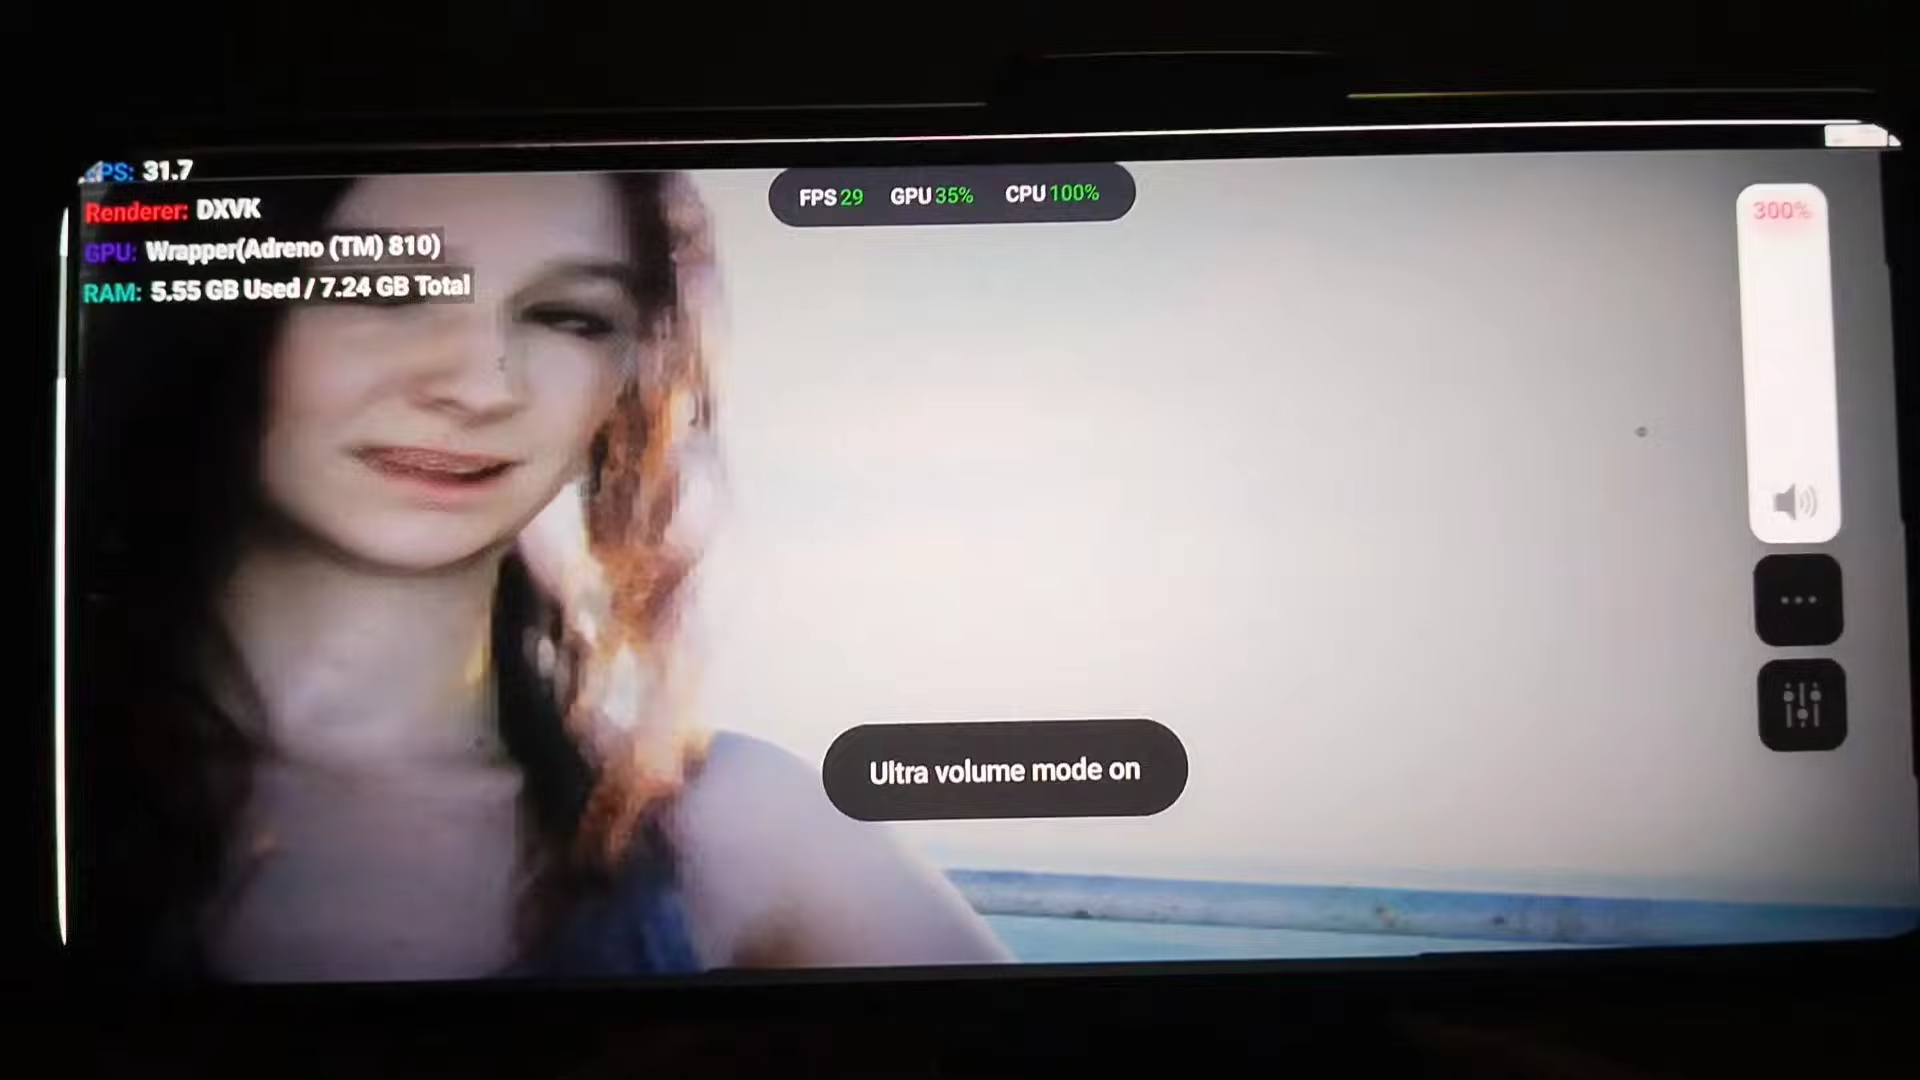 FPS: 31.7
Renderer: DXVK
GPU: Wrapper(Adreno (TM) 810)
RAM: 5.55 GB Used / 7.24 GB Total
FPS 29 GPU 35% CPU 100%
300%
Ultra volume mode on